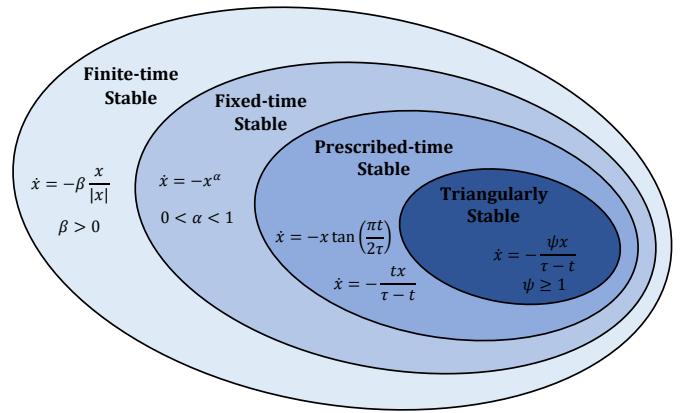 Finite-time
Stable
ẋ = −β x/|x|
β > 0
Fixed-time
Stable
ẋ = −x^α
0 < α < 1
Prescribed-time
Stable
ẋ = −x tan (πt/2τ)
ẋ = − tx/(τ − t)
Triangularly
Stable
ẋ = − ψx/(τ − t)
ψ ≥ 1